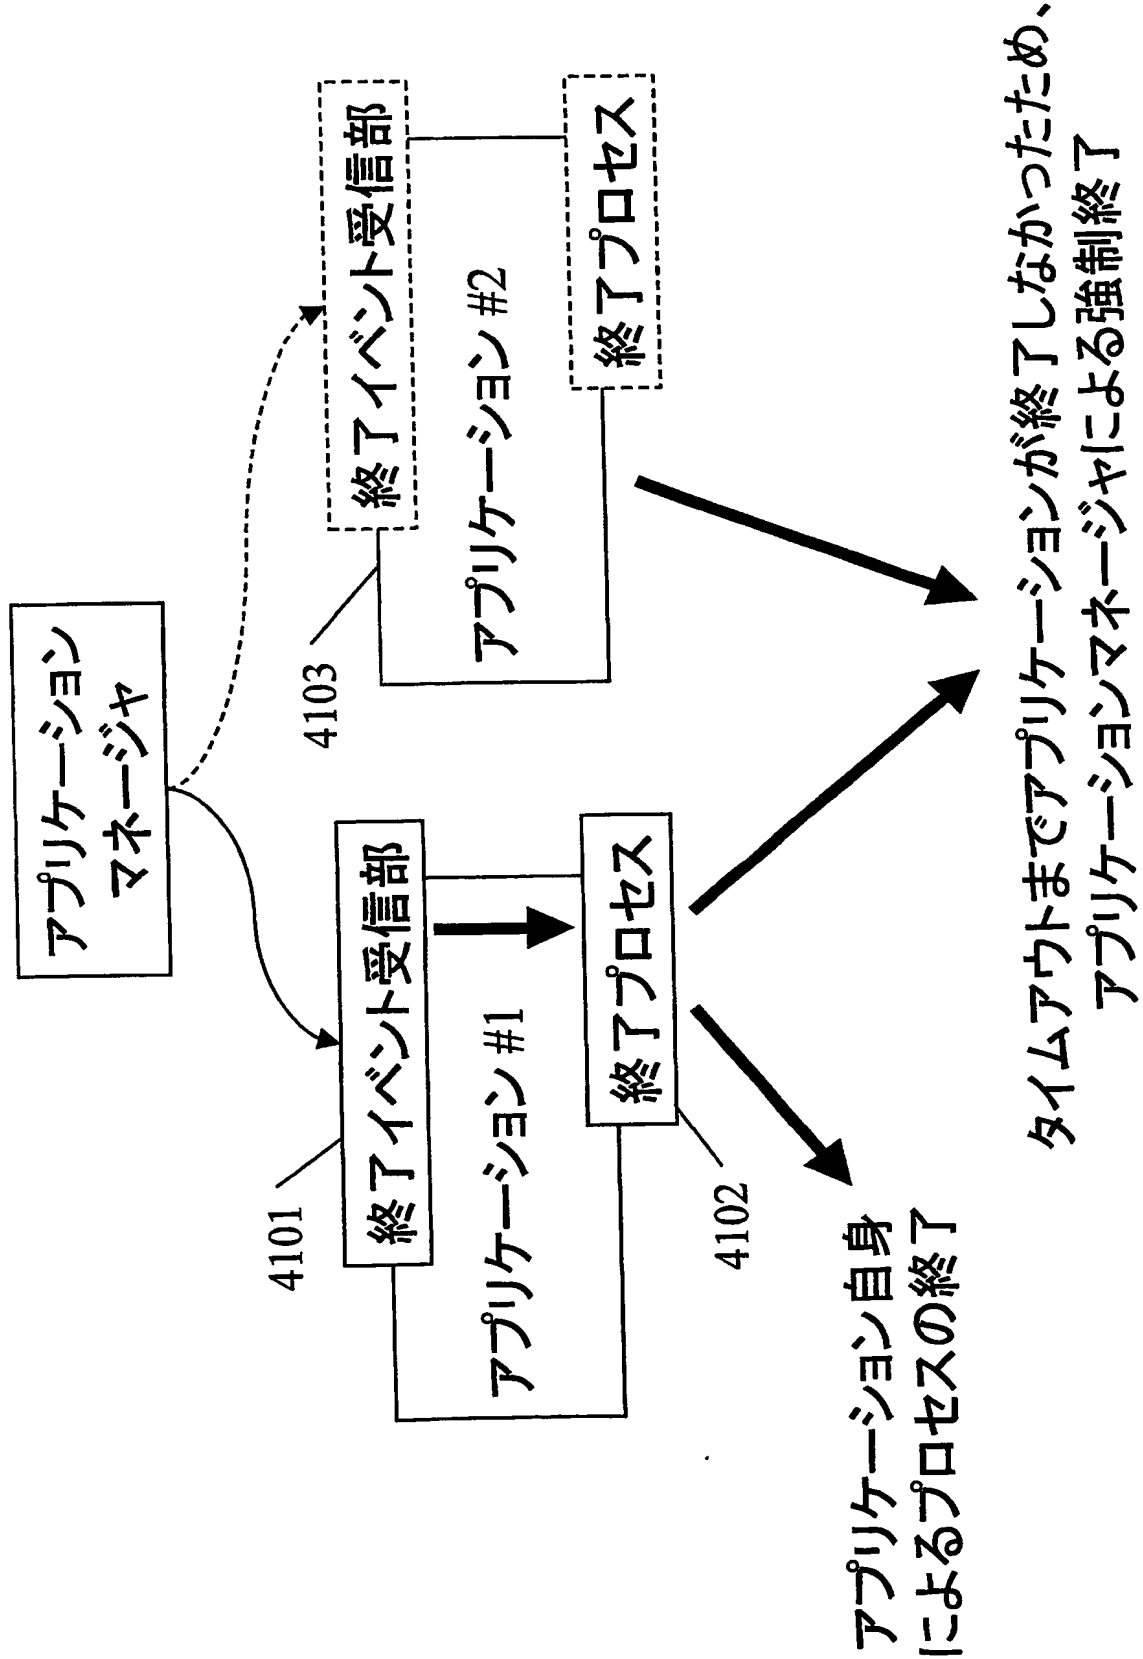 アプリケーション
マネージャ
4101
終了イベント受信部
アプリケーション #1
終了プロセス
4102
4103
終了イベント受信部
アプリケーション #2
終了プロセス
アプリケーション自身
によるプロセスの終了
タイムアウトまでアプリケーションが終了しなかったため、
アプリケーションマネージャによる強制終了